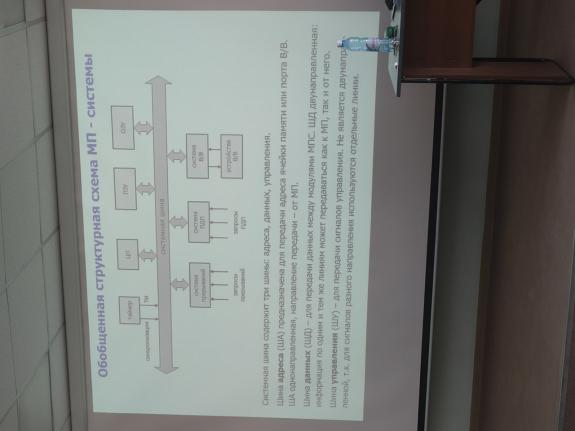 Обобщенная структурная схема МП - системы
таймер
ЦП
ПЗУ
ОЗУ
ТИ
синхронизация
системная шина
система прерываний
система ПДП
система В/В
устройства В/В
запросы прерываний
запросы ПДП
Системная шина содержит три шины: адреса, данных, управления.
Шина адреса (ША) предназначена для передачи адреса ячейки памяти или порта В/В.
ША однонаправленная, направление передачи – от МП.
Шина данных (ШД) – для передачи данных между модулями МПС. ШД двунаправленная:
информация по одним и тем же линиям может передаваться как к МП, так и от него.
Шина управления (ШУ) – для передачи сигналов управления. Не является двунапра
ленной, т.к. для сигналов разного направления используются отдельные линии.